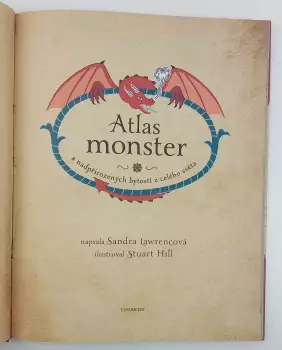 Atlas
monster
a nadpřirozených bytostí z celého světa
napsala Sandra Lawrencová
ilustroval Stuart Hill